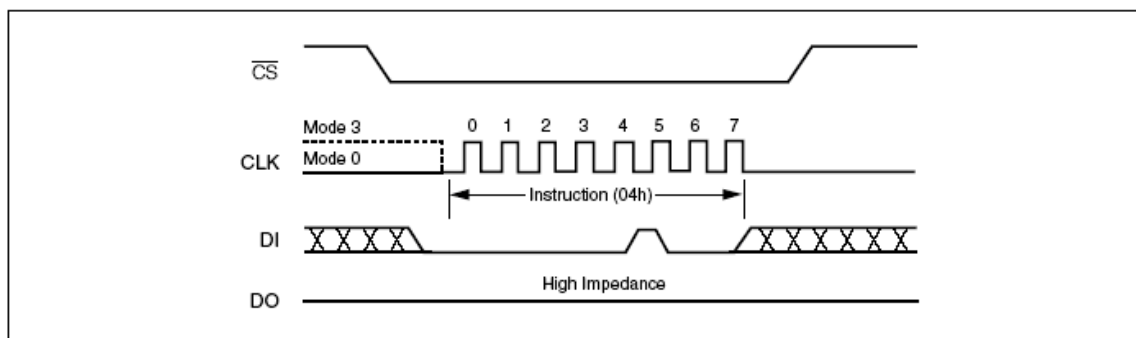 CS
Mode 3
0 1 2 3 4 5 6 7
CLK
Mode 0
Instruction (04h)
DI
High Impedance
DO